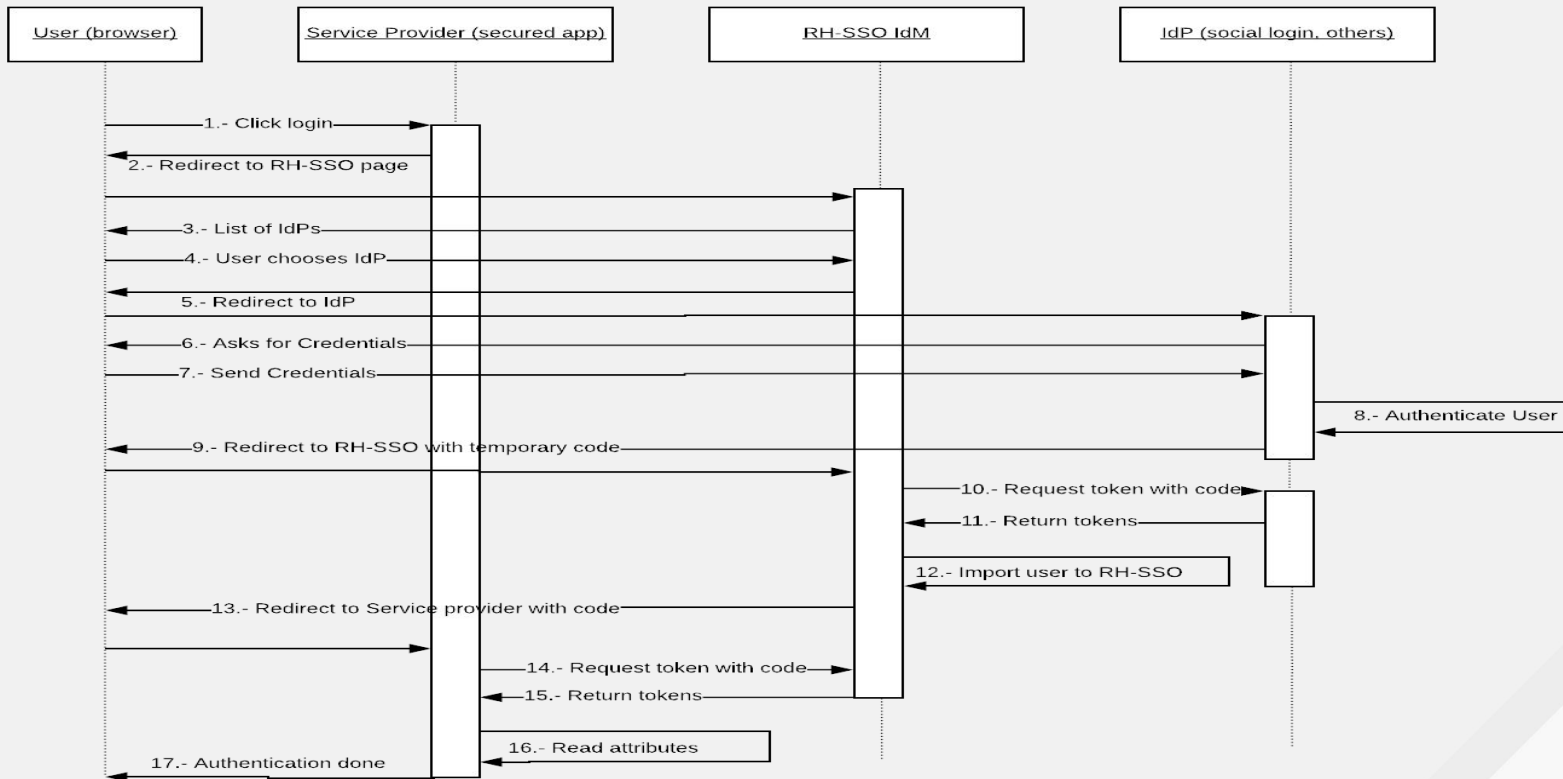 User (browser)
Service Provider (secured app)
RH-SSO IdM
IdP (social login, others)
1.- Click login
2.- Redirect to RH-SSO page
3.- List of IdPs
4.- User chooses IdP
5.- Redirect to IdP
6.- Asks for Credentials
7.- Send Credentials
8.- Authenticate User
9.- Redirect to RH-SSO with temporary code
10.- Request token with code
11.- Return tokens
12.- Import user to RH-SSO
13.- Redirect to Service provider with code
14.- Request token with code
15.- Return tokens
16.- Read attributes
17.- Authentication done